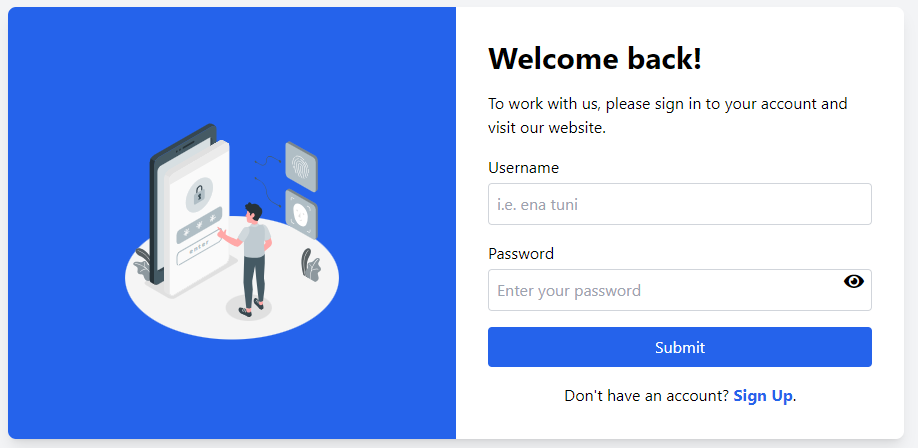 Welcome back!
To work with us, please sign in to your account and
visit our website.
Username
i.e. ena tuni
Password
Enter your password
Submit
Don't have an account? Sign Up.
enter